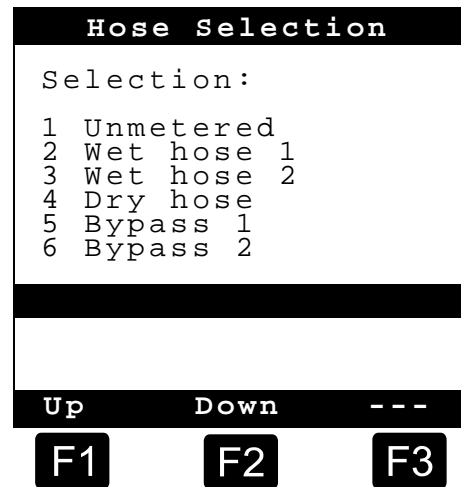 Hose Selection
Selection:
1 Unmetered
2 Wet hose 1
3 Wet hose 2
4 Dry hose
5 Bypass 1
6 Bypass 2
Up Down ---
F1 F2 F3